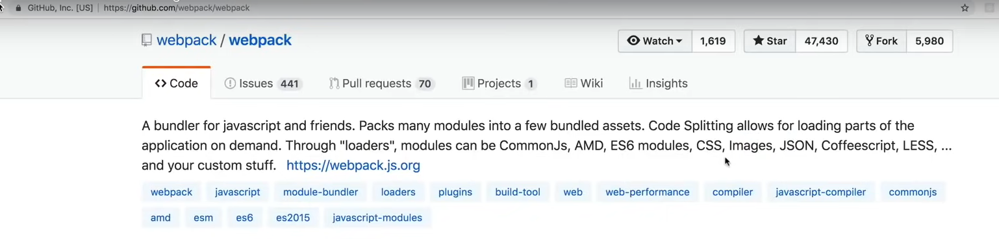 GitHub, Inc. [US] | https://github.com/webpack/webpack
webpack / webpack
Watch 1,619 Star 47,430 Fork 5,980
Code Issues 441 Pull requests 70 Projects 1 Wiki Insights
A bundler for javascript and friends. Packs many modules into a few bundled assets. Code Splitting allows for loading parts of the
application on demand. Through "loaders", modules can be CommonJs, AMD, ES6 modules, CSS, Images, JSON, Coffeescript, LESS, ...
and your custom stuff. https://webpack.js.org
webpack javascript module-bundler loaders plugins build-tool web web-performance compiler javascript-compiler commonjs
amd esm es6 es2015 javascript-modules